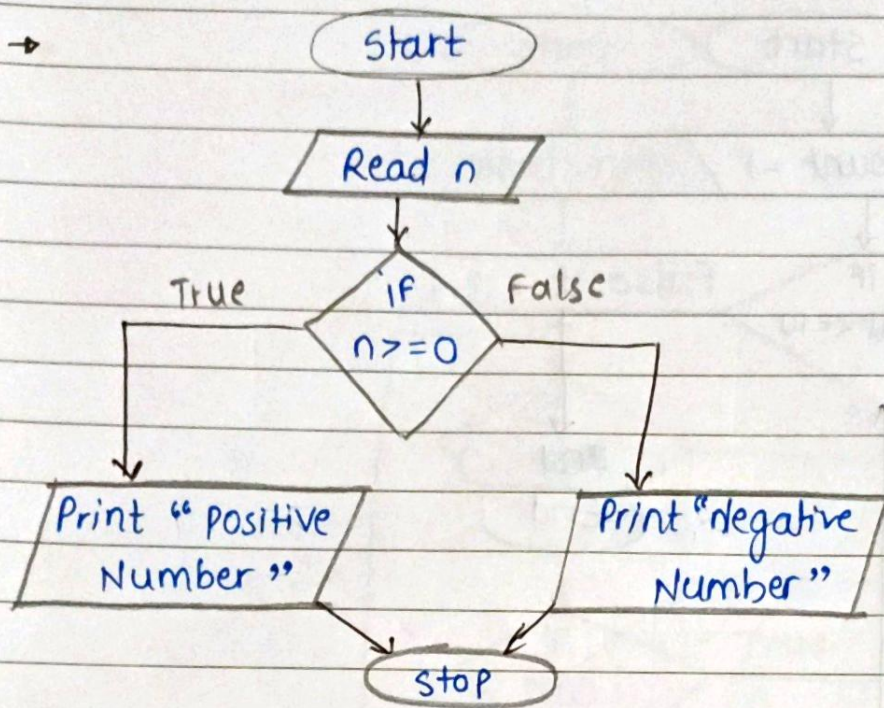 Start
Read n
True
if
False
n>=0
Print “ Positive
Number ”
Print “Negative
Number”
stop